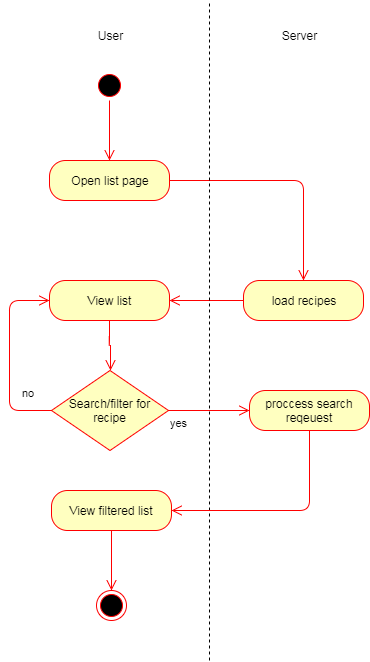 User
Server
Open list page
View list
load recipes
Search/filter for
recipe
no
yes
proccess search
reqeuest
View filtered list